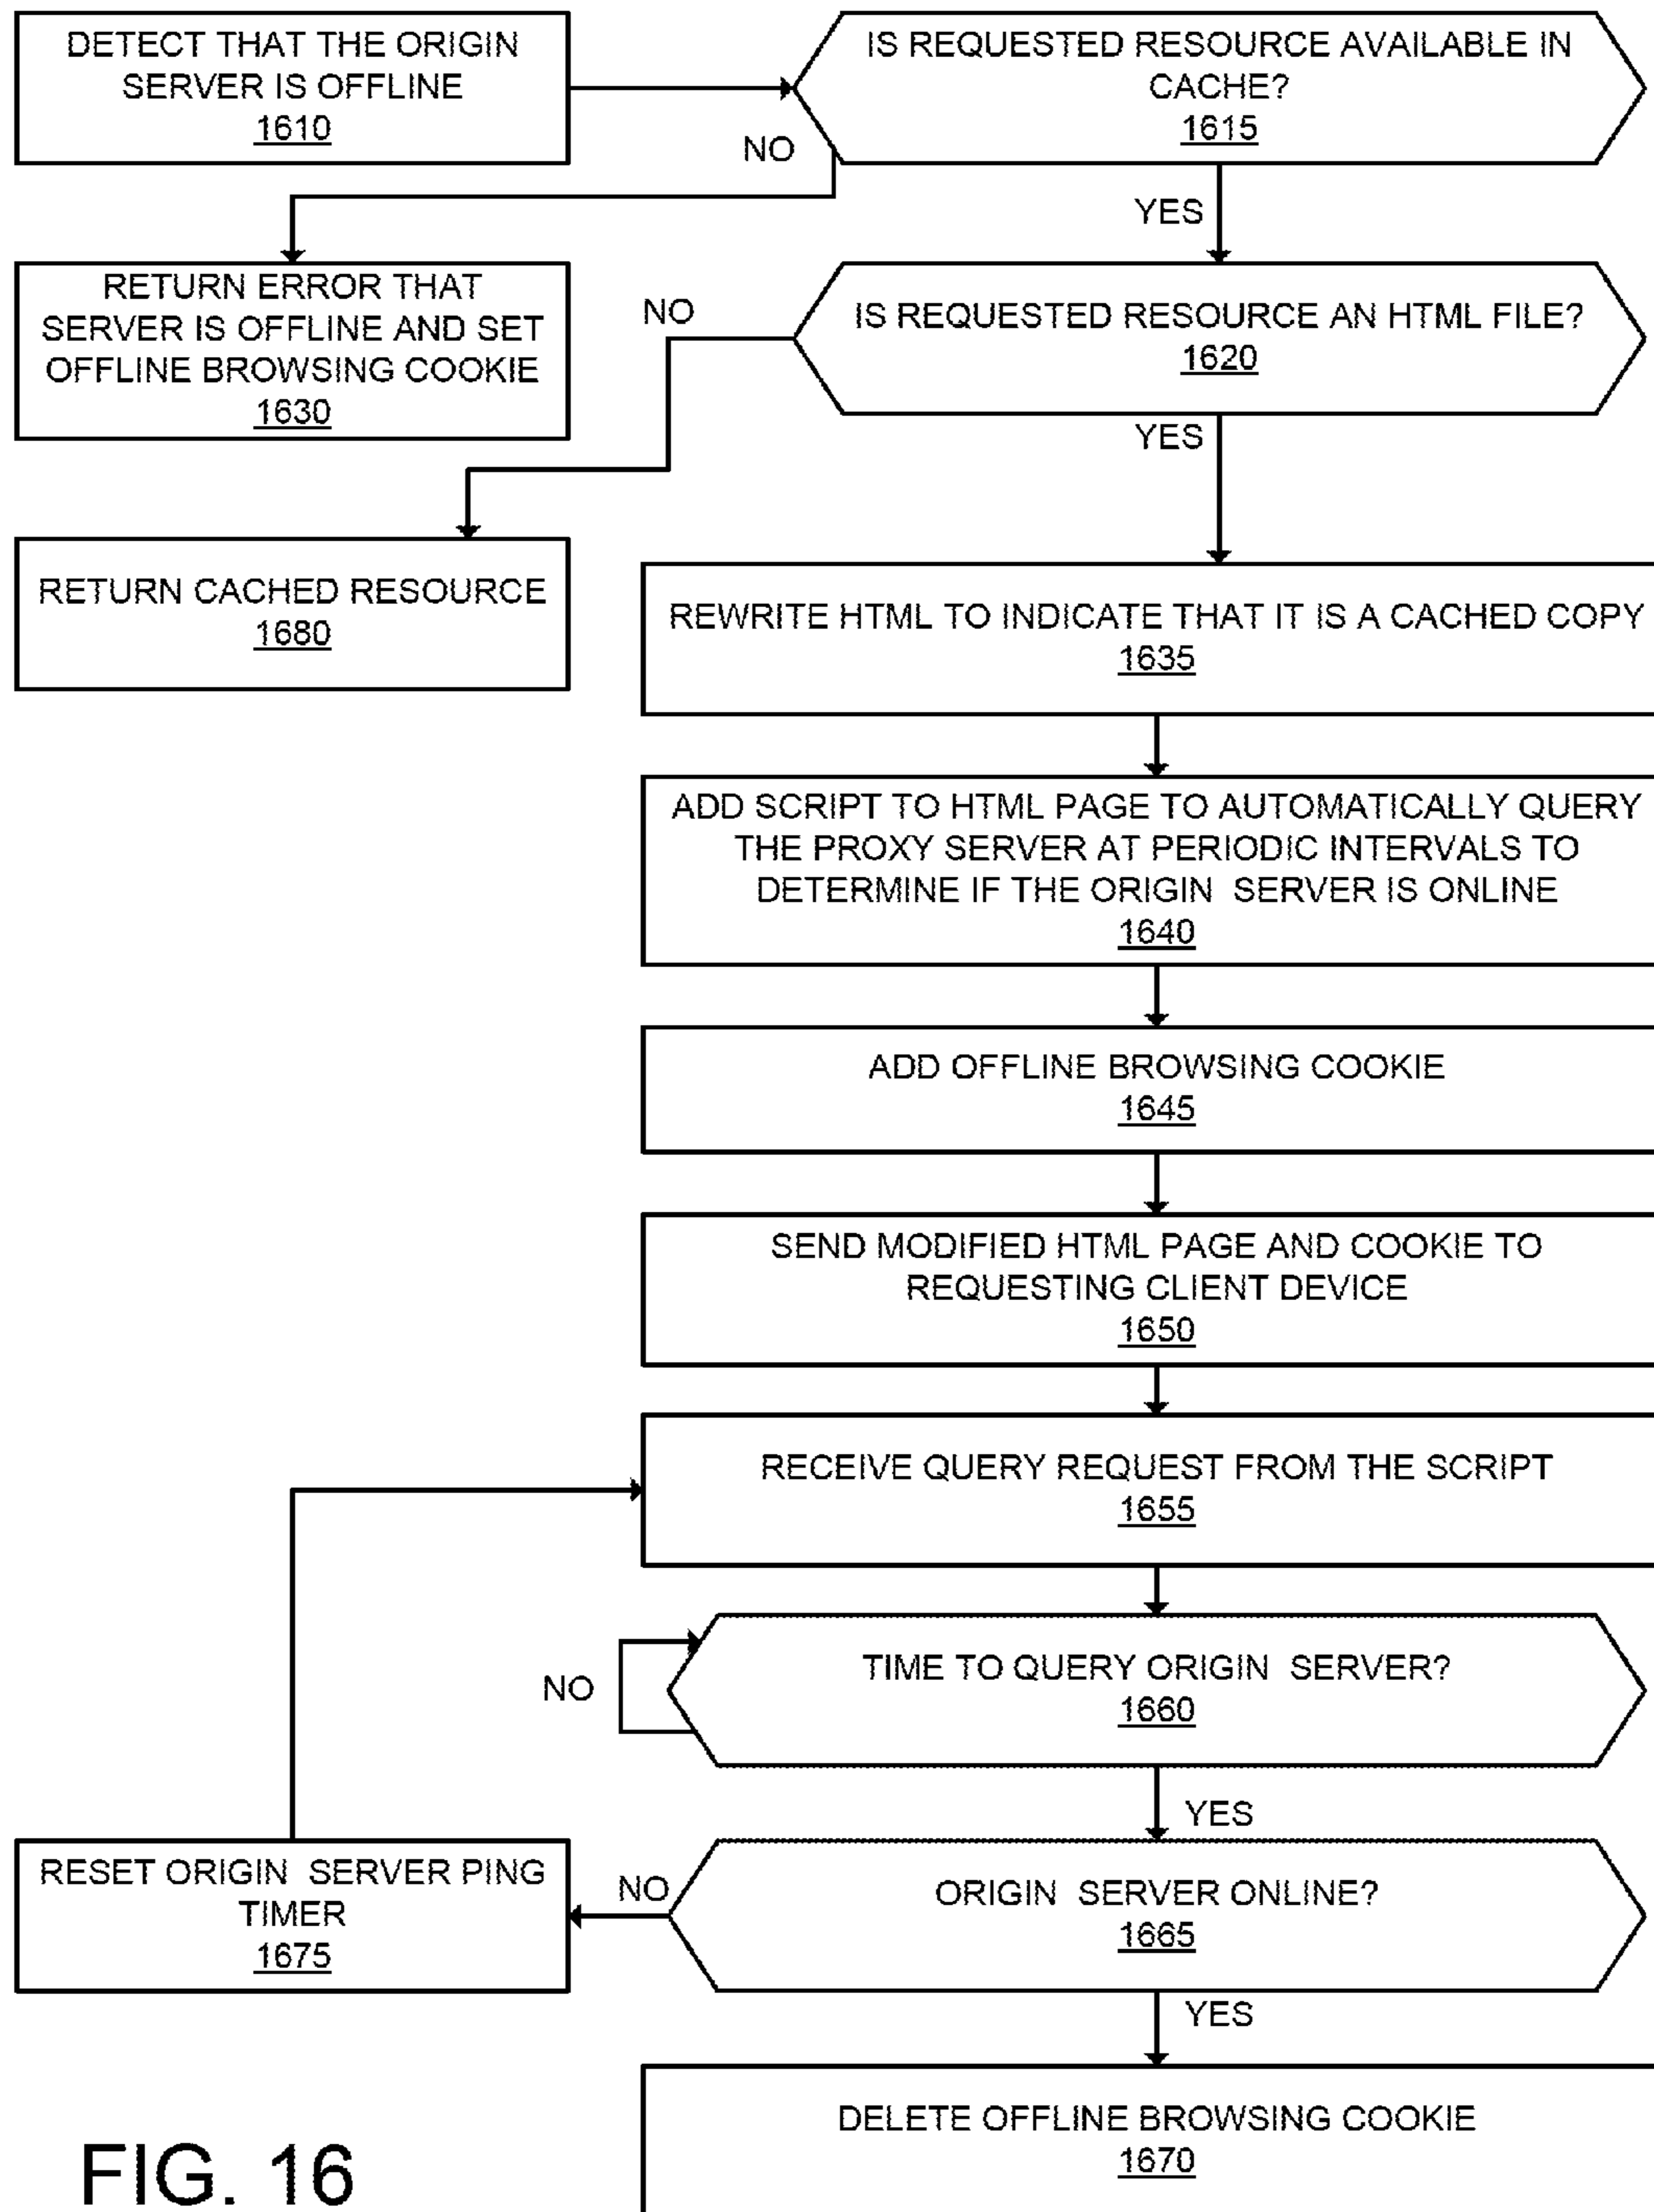 DETECT THAT THE ORIGIN
SERVER IS OFFLINE
1610
IS REQUESTED RESOURCE AVAILABLE IN
CACHE?
1615
NO
YES
RETURN ERROR THAT
SERVER IS OFFLINE AND SET
OFFLINE BROWSING COOKIE
1630
NO
IS REQUESTED RESOURCE AN HTML FILE?
1620
YES
RETURN CACHED RESOURCE
1680
REWRITE HTML TO INDICATE THAT IT IS A CACHED COPY
1635
ADD SCRIPT TO HTML PAGE TO AUTOMATICALLY QUERY
THE PROXY SERVER AT PERIODIC INTERVALS TO
DETERMINE IF THE ORIGIN SERVER IS ONLINE
1640
ADD OFFLINE BROWSING COOKIE
1645
SEND MODIFIED HTML PAGE AND COOKIE TO
REQUESTING CLIENT DEVICE
1650
RECEIVE QUERY REQUEST FROM THE SCRIPT
1655
NO
TIME TO QUERY ORIGIN SERVER?
1660
YES
RESET ORIGIN SERVER PING
TIMER
1675
NO
ORIGIN SERVER ONLINE?
1665
YES
DELETE OFFLINE BROWSING COOKIE
1670
FIG. 16